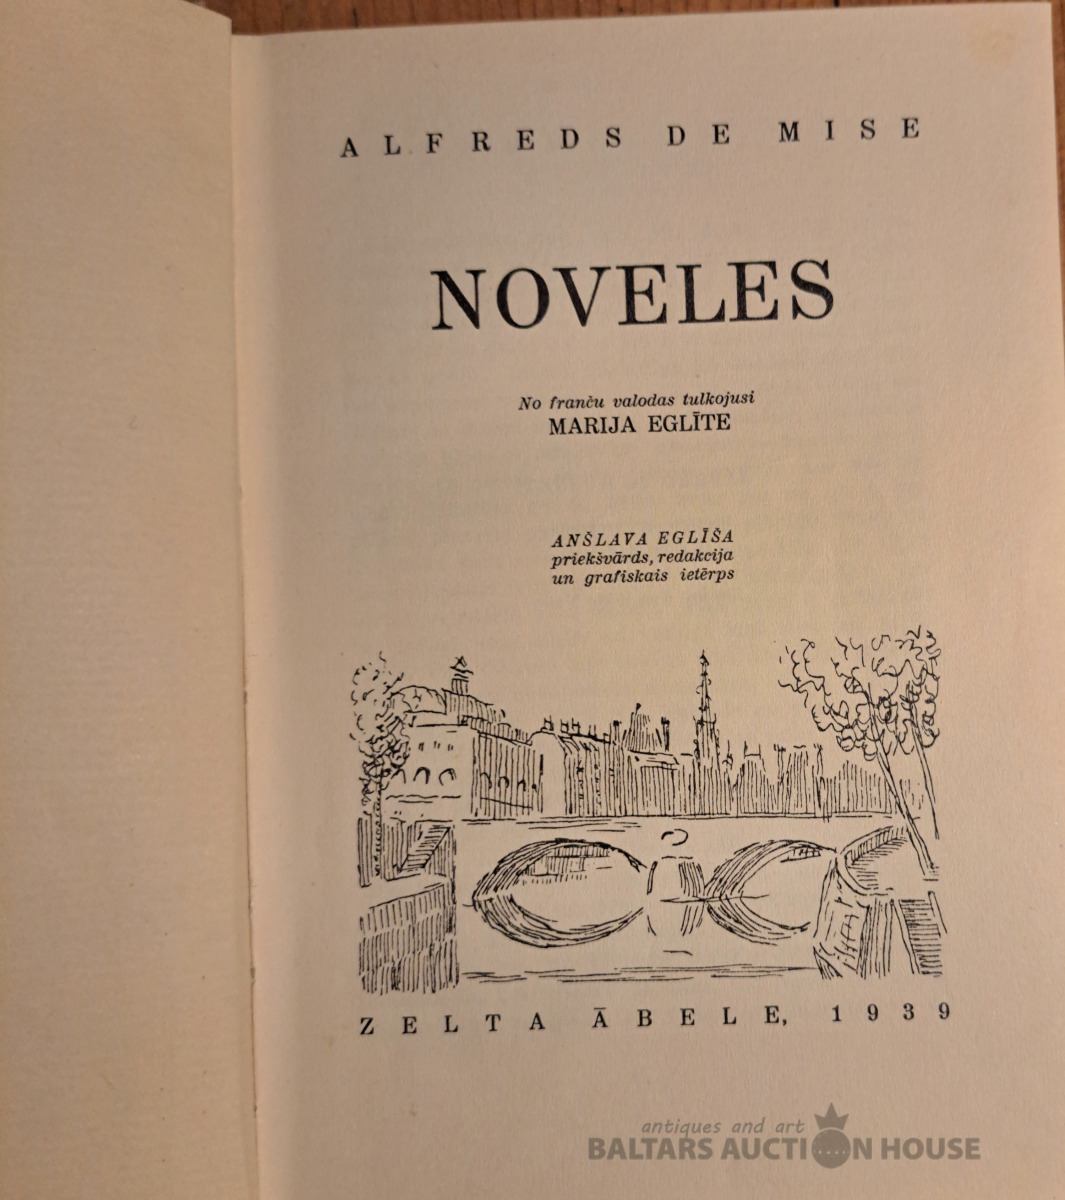 ALFREDS DE MISE
NOVELES
No franču valodas tulkojusi
MARIJA EGLĪTE
ANŠLAVA EGLĪŠA
priekšvārds, redakcija
un grafiskais ietērps
ZELTA ĀBELE, 1939
antiques and art
BALTARS AUCTION HOUSE